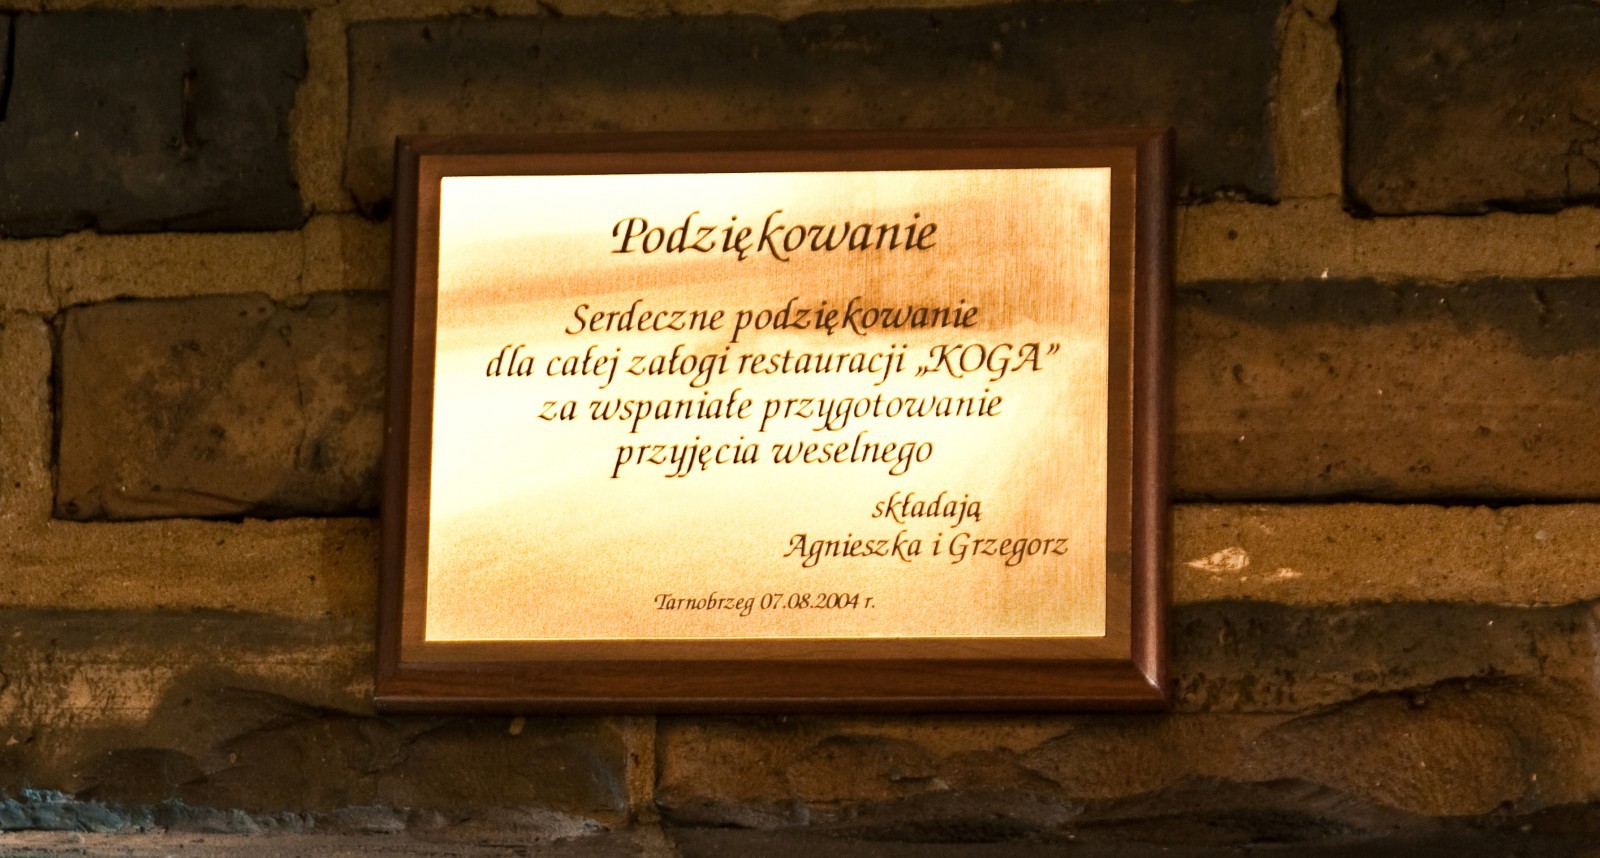 Podziękowanie
Serdeczne podziękowanie
dla całej załogi restauracji „KOGA”
za wspaniałe przygotowanie
przyjęcia weselnego
składają
Agnieszka i Grzegorz
Tarnobrzeg 07.08.2004 r.